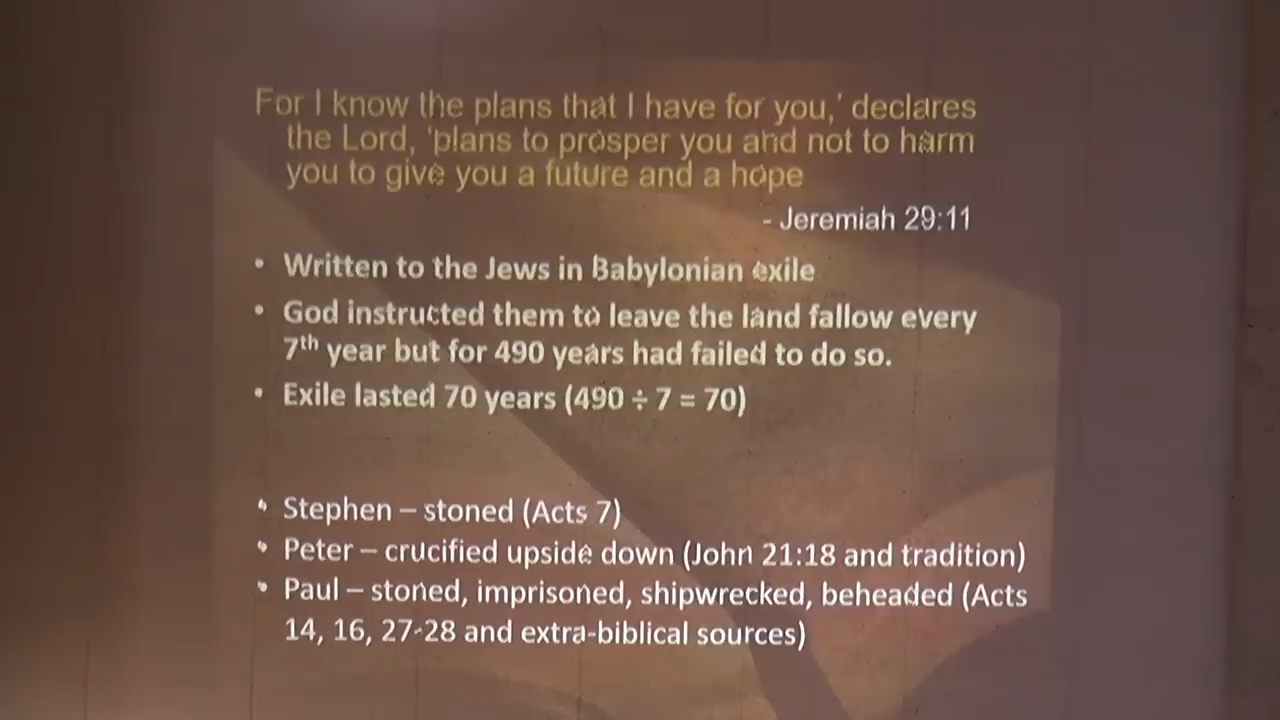 For I know the plans that I have for you,' declares
the Lord, 'plans to prosper you and not to harm
you to give you a future and a hope
- Jeremiah 29:11
• Written to the Jews in Babylonian exile
• God instructed them to leave the land fallow every
7th year but for 490 years had failed to do so.
• Exile lasted 70 years (490 ÷ 7 = 70)
• Stephen – stoned (Acts 7)
• Peter – crucified upside down (John 21:18 and tradition)
• Paul – stoned, imprisoned, shipwrecked, beheaded (Acts
14, 16, 27-28 and extra-biblical sources)